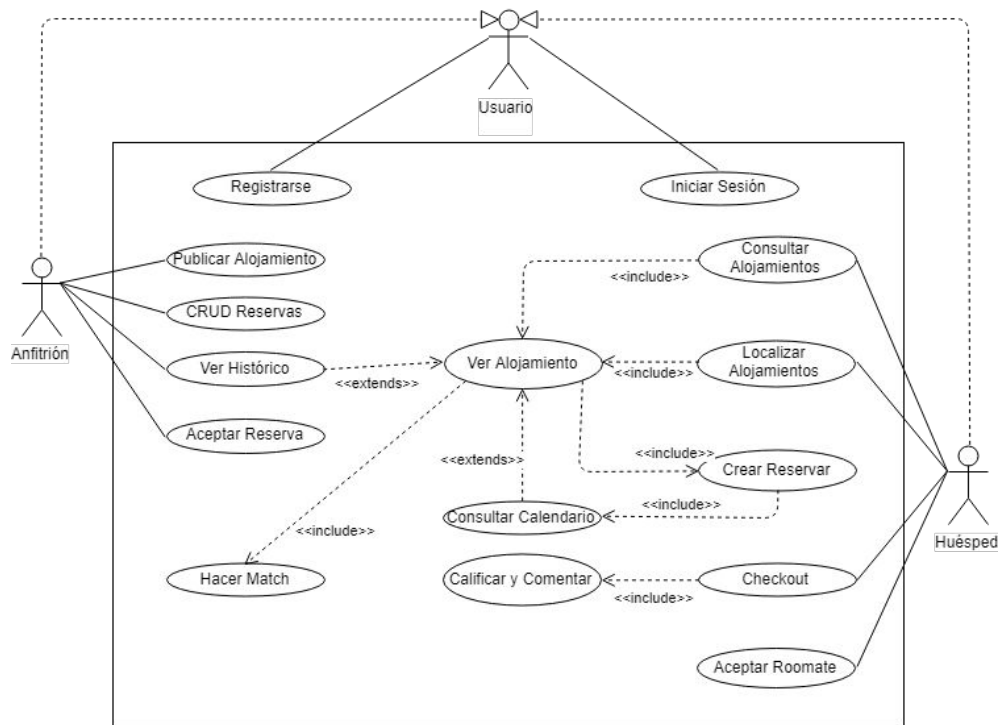 Usuario
Registrarse
Iniciar Sesión
Publicar Alojamiento
Consultar
Alojamientos
<<include>>
CRUD Reservas
Anfitrión
Ver Histórico
<<extends>>
Ver Alojamiento
Localizar
Alojamientos
<<include>>
Aceptar Reserva
<<extends>>
<<include>>
Crear Reservar
<<include>>
Consultar Calendario
<<include>>
Huésped
Hacer Match
Calificar y Comentar
Checkout
<<include>>
Aceptar Roomate